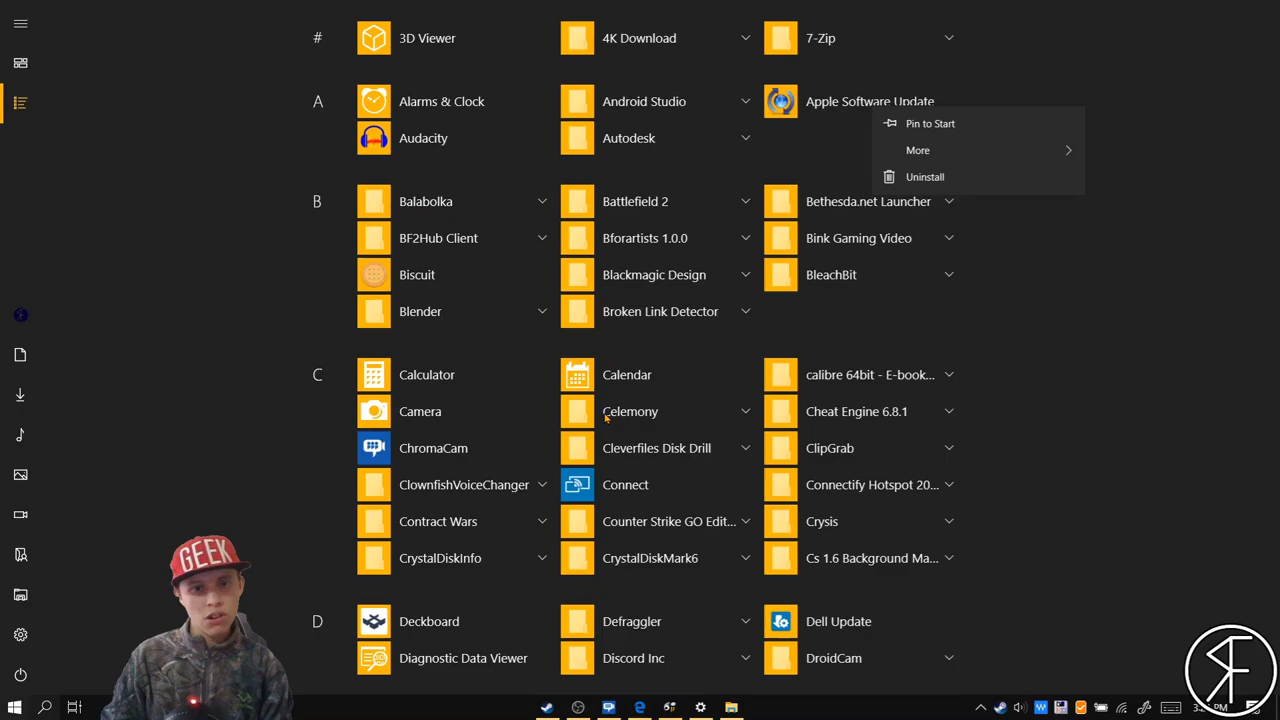 # 3D Viewer 4K Download 7-Zip
A Alarms & Clock Android Studio Apple Software Update
Pin to Start
Audacity Autodesk
More
Uninstall
B Balabolka Battlefield 2 Bethesda.net Launcher
BF2Hub Client Bforartists 1.0.0 Bink Gaming Video
Biscuit Blackmagic Design BleachBit
Blender Broken Link Detector
C Calculator Calendar calibre 64bit - E-book...
Camera Celemony Cheat Engine 6.8.1
ChromaCam Cleverfiles Disk Drill ClipGrab
ClownfishVoiceChanger Connect Connectify Hotspot 20...
Contract Wars Counter Strike GO Edit... Crysis
CrystalDiskInfo CrystalDiskMark6 Cs 1.6 Background Ma...
GEEK
D Deckboard Defraggler Dell Update
Diagnostic Data Viewer Discord Inc DroidCam